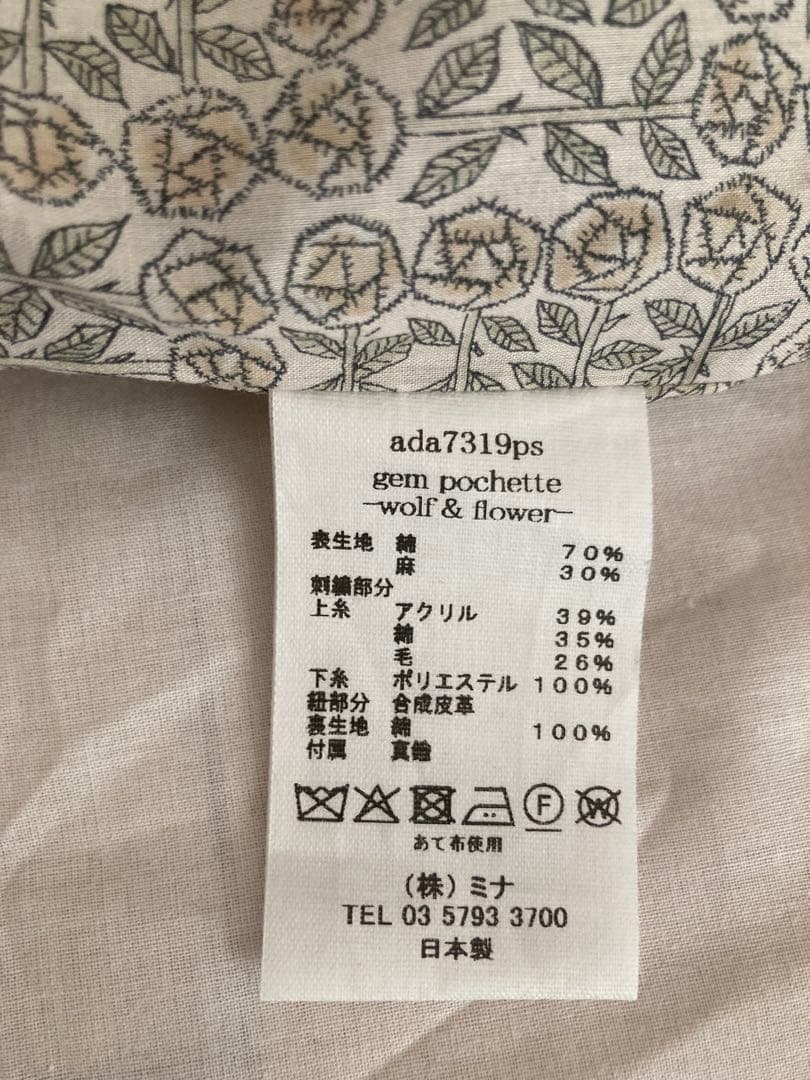 ada7319ps
gem pochette
-wolf & flower-
表生地 綿 70%
麻 30%
刺繍部分
上糸 アクリル 39%
綿 35%
毛 26%
下糸 ポリエステル 100%
紐部分 合成皮革
裏生地 綿 100%
付属 真鍮
F W
あて布使用
(株)ミナ
TEL 03 5793 3700
日本製